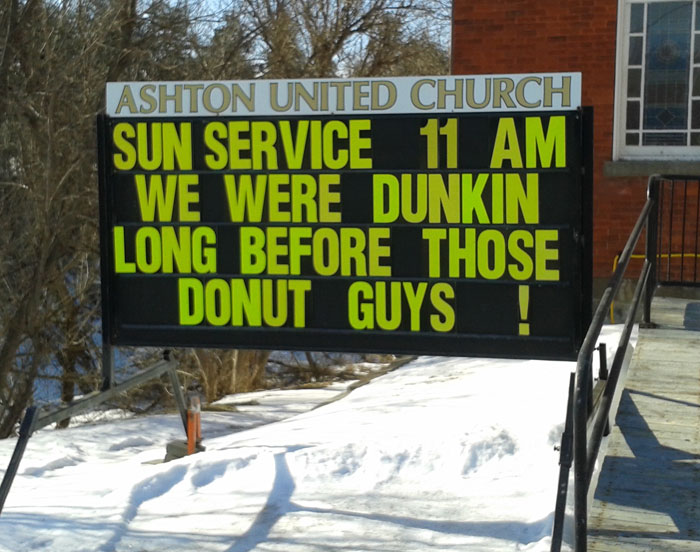 ASHTON UNITED CHURCH
SUN SERVICE 11 AM
WE WERE DUNKIN
LONG BEFORE THOSE
DONUT GUYS !